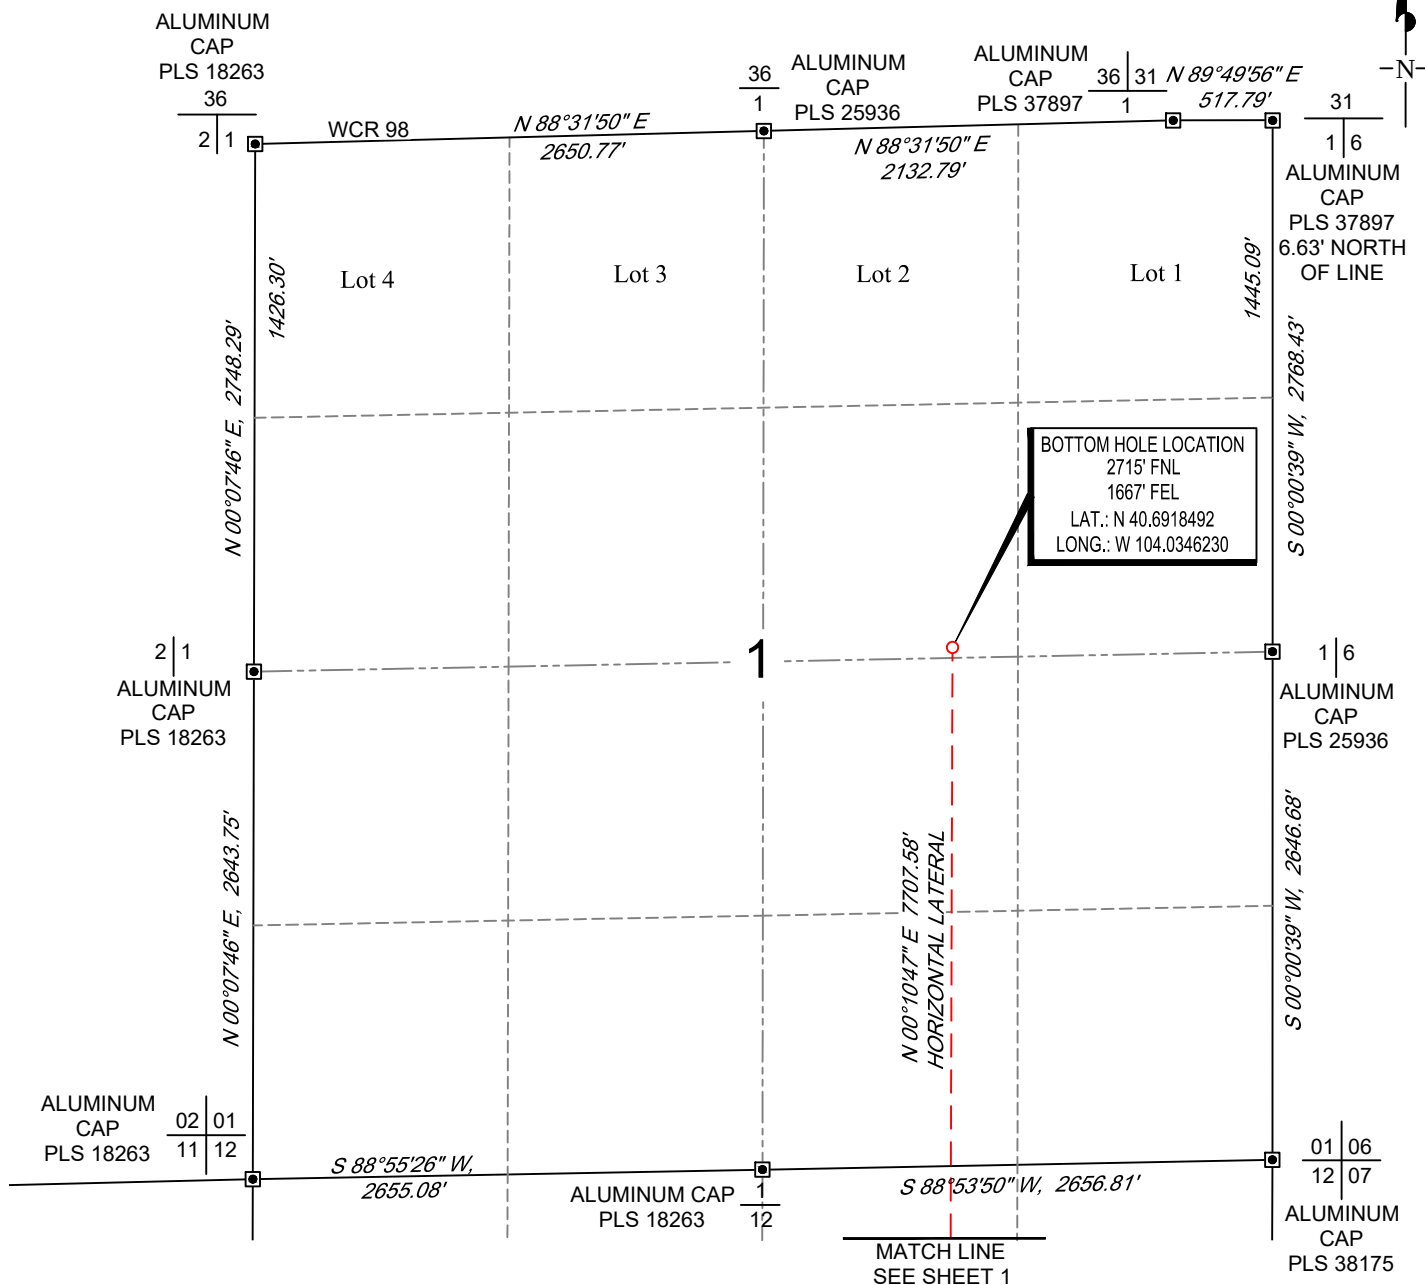 ALUMINUM
CAP
PLS 18263
36
2 1
WCR 98
N 88°31'50" E
2650.77'
36
1
ALUMINUM
CAP
PLS 25936
N 88°31'50" E
2132.79'
ALUMINUM
CAP
PLS 37897
36 31
1
N 89°49'56" E
517.79'
-N-
31
1 6
ALUMINUM
CAP
PLS 37897
6.63' NORTH
OF LINE
1426.30'
Lot 4
Lot 3
Lot 2
Lot 1
1445.09'
N 00°07'46" E, 2748.29'
S 00°00'39" W, 2768.43'
BOTTOM HOLE LOCATION
2715' FNL
1667' FEL
LAT.: N 40.6918492
LONG.: W 104.0346230
2 1
ALUMINUM
CAP
PLS 18263
1
1 6
ALUMINUM
CAP
PLS 25936
N 00°07'46" E, 2643.75'
N 00°10'47" E 7707.58'
HORIZONTAL LATERAL
S 00°00'39" W, 2646.68'
ALUMINUM
CAP
PLS 18263
02 01
11 12
S 88°55'26" W,
2655.08'
ALUMINUM CAP
PLS 18263
1
12
S 88°53'50" W, 2656.81'
01 06
12 07
ALUMINUM
CAP
PLS 38175
MATCH LINE
SEE SHEET 1